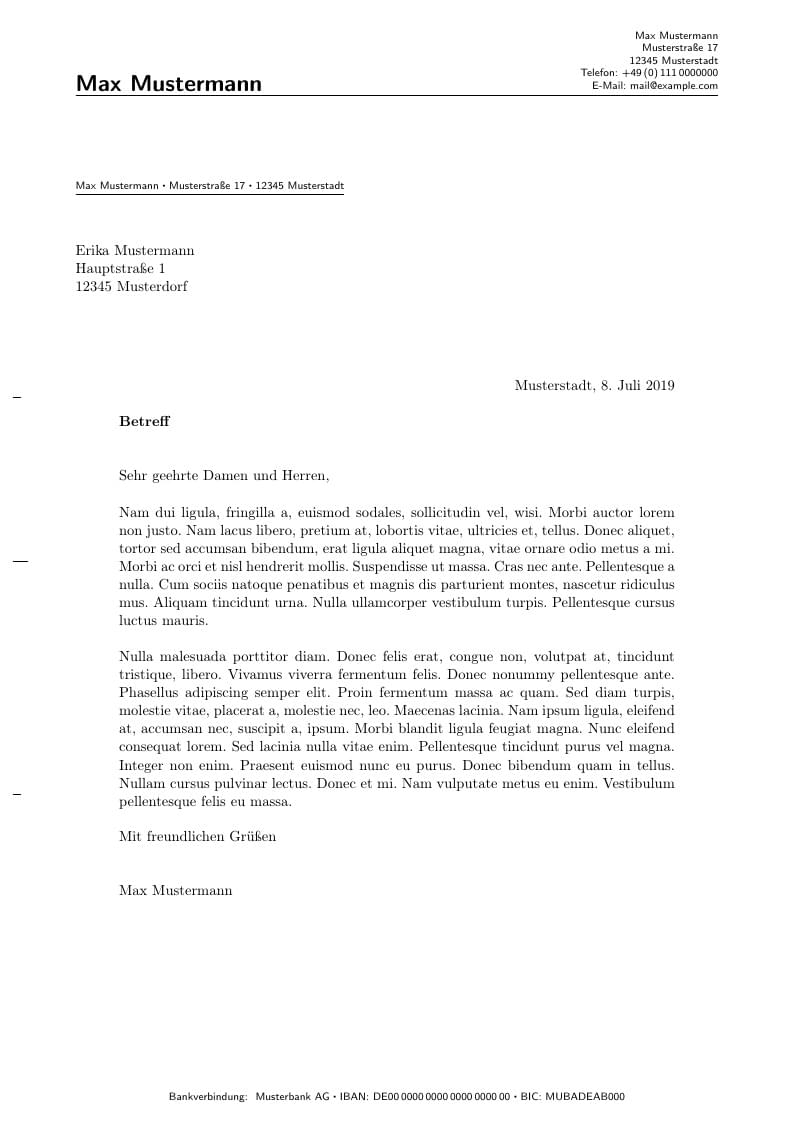 Max Mustermann
Musterstraße 17
12345 Musterstadt
Telefon: +49 (0) 111 0000000
E-Mail: mail@example.com
Max Mustermann
Max Mustermann • Musterstraße 17 • 12345 Musterstadt
Erika Mustermann
Hauptstraße 1
12345 Musterdorf
Musterstadt, 8. Juli 2019
Betreff
Sehr geehrte Damen und Herren,
Nam dui ligula, fringilla a, euismod sodales, sollicitudin vel, wisi. Morbi auctor lorem
non justo. Nam lacus libero, pretium at, lobortis vitae, ultricies et, tellus. Donec aliquet,
tortor sed accumsan bibendum, erat ligula aliquet magna, vitae ornare odio metus a mi.
Morbi ac orci et nisl hendrerit mollis. Suspendisse ut massa. Cras nec ante. Pellentesque a
nulla. Cum sociis natoque penatibus et magnis dis parturient montes, nascetur ridiculus
mus. Aliquam tincidunt urna. Nulla ullamcorper vestibulum turpis. Pellentesque cursus
luctus mauris.
Nulla malesuada porttitor diam. Donec felis erat, congue non, volutpat at, tincidunt
tristique, libero. Vivamus viverra fermentum felis. Donec nonummy pellentesque ante.
Phasellus adipiscing semper elit. Proin fermentum massa ac quam. Sed diam turpis,
molestie vitae, placerat a, molestie nec, leo. Maecenas lacinia. Nam ipsum ligula, eleifend
at, accumsan nec, suscipit a, ipsum. Morbi blandit ligula feugiat magna. Nunc eleifend
consequat lorem. Sed lacinia nulla vitae enim. Pellentesque tincidunt purus vel magna.
Integer non enim. Praesent euismod nunc eu purus. Donec bibendum quam in tellus.
Nullam cursus pulvinar lectus. Donec et mi. Nam vulputate metus eu enim. Vestibulum
pellentesque felis eu massa.
Mit freundlichen Grüßen
Max Mustermann
Bankverbindung: Musterbank AG • IBAN: DE00 0000 0000 0000 0000 00 • BIC: MUBADEAB000